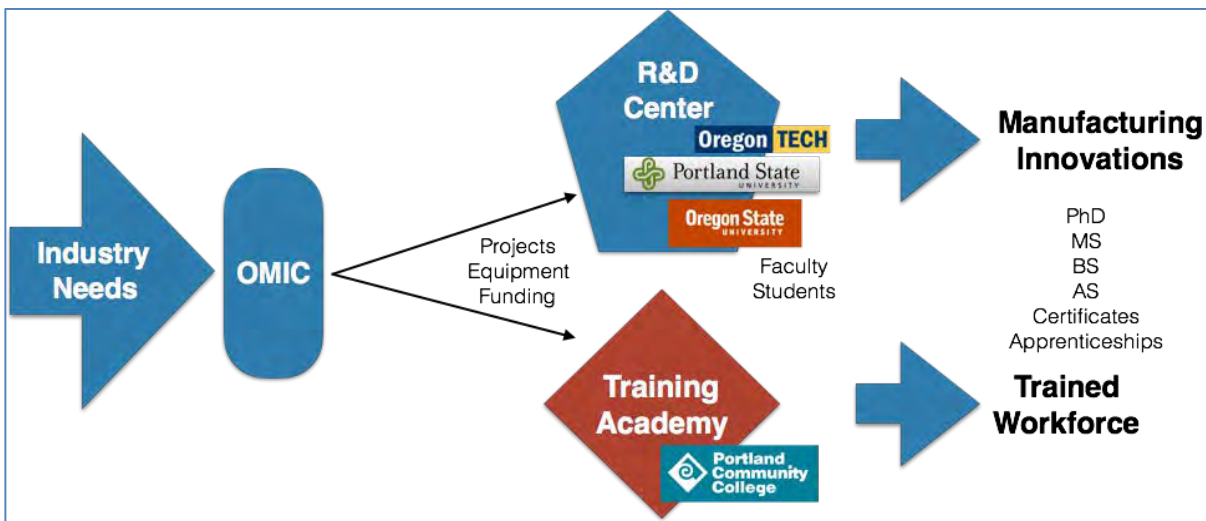 Industry
Needs
OMIC
Projects
Equipment
Funding
R&D
Center
Oregon TECH
Portland State
UNIVERSITY
Oregon State
UNIVERSITY
Faculty
Students
Training
Academy
Portland
Community
College
Manufacturing
Innovations
PhD
MS
BS
AS
Certificates
Apprenticeships
Trained
Workforce